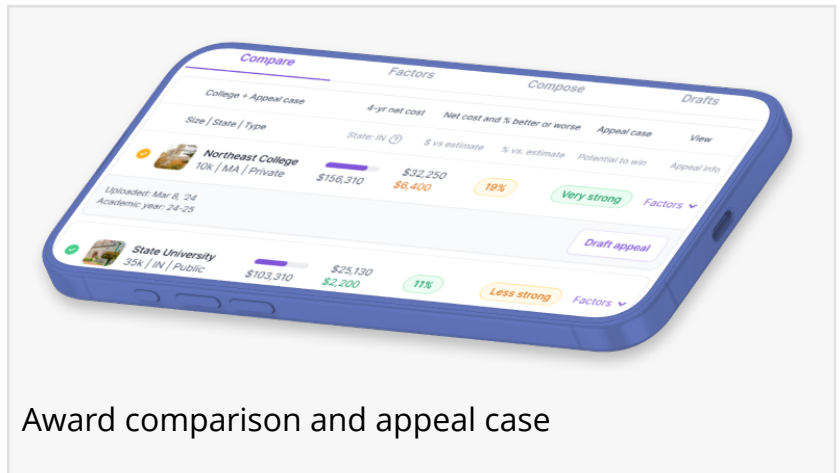 Compare Factors Compose Drafts
College + Appeal case 4-yr net cost Net cost and % better or worse Appeal case View
Size | State | Type State: IN ? $ vs estimate % vs. estimate Potential to win Appeal info
Northeast College $32,250
10k | MA | Private $156,310 $6,400 19% Very strong Factors
Uploaded: Mar 8, '24
Academic year: 24-25 Draft appeal
State University $25,130
35k | IN | Public $103,310 $2,200 11% Less strong Factors
Award comparison and appeal case